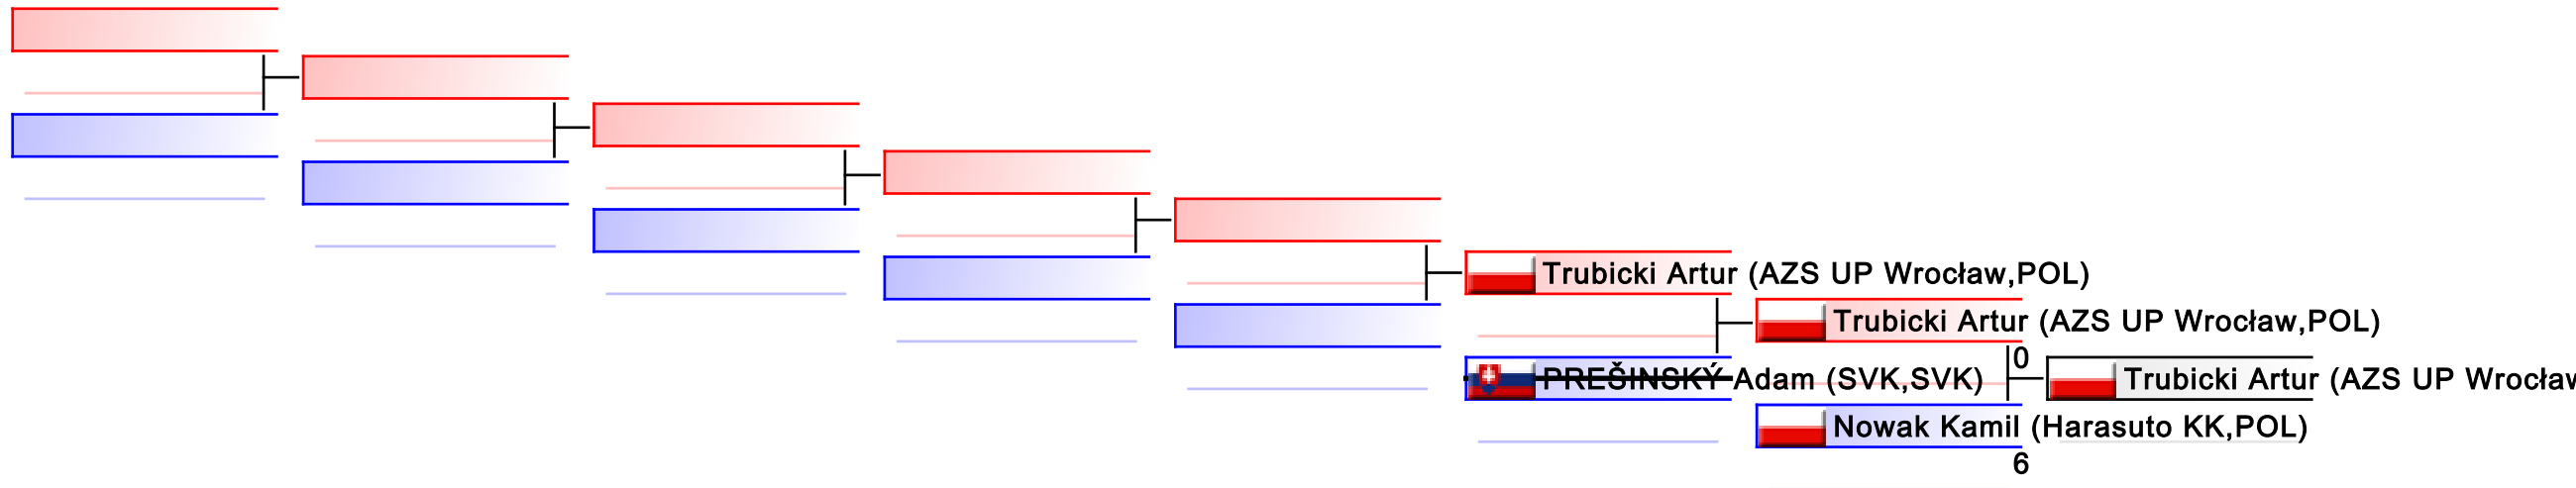 Trubicki Artur (AZS UP Wrocław,POL)
Trubicki Artur (AZS UP Wrocław,POL)
0
PREŠINSKÝ Adam (SVK,SVK)
Trubicki Artur (AZS UP Wrocław
Nowak Kamil (Harasuto KK,POL)
6